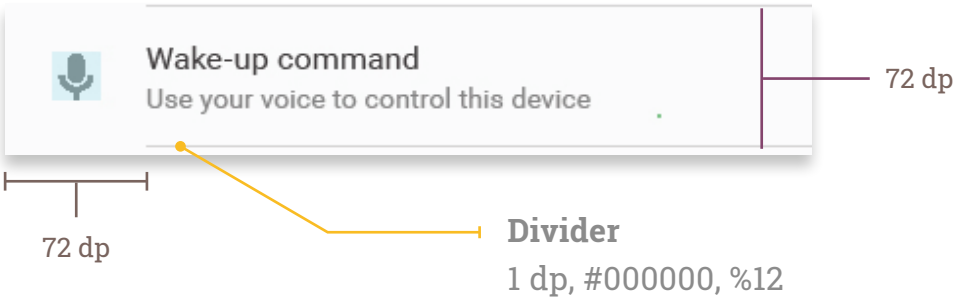 Wake-up command
Use your voice to control this device
72 dp
72 dp
Divider
1 dp, #000000, %12